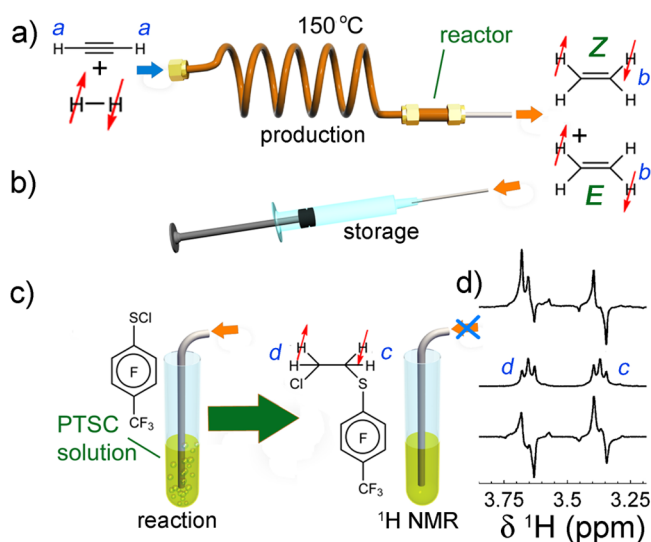 a)
a
a
H
H
+
H
H
150 °C
reactor
production
H
Z
H
H
H
b
H
+
H
H
E
H
b
b)
storage
c)
SCl
F
CF3
PTSC
solution
reaction
d
H
H
c
H
H
Cl
S
F
CF3
1H NMR
d)
d
c
3.75
3.5
3.20
δ 1H (ppm)